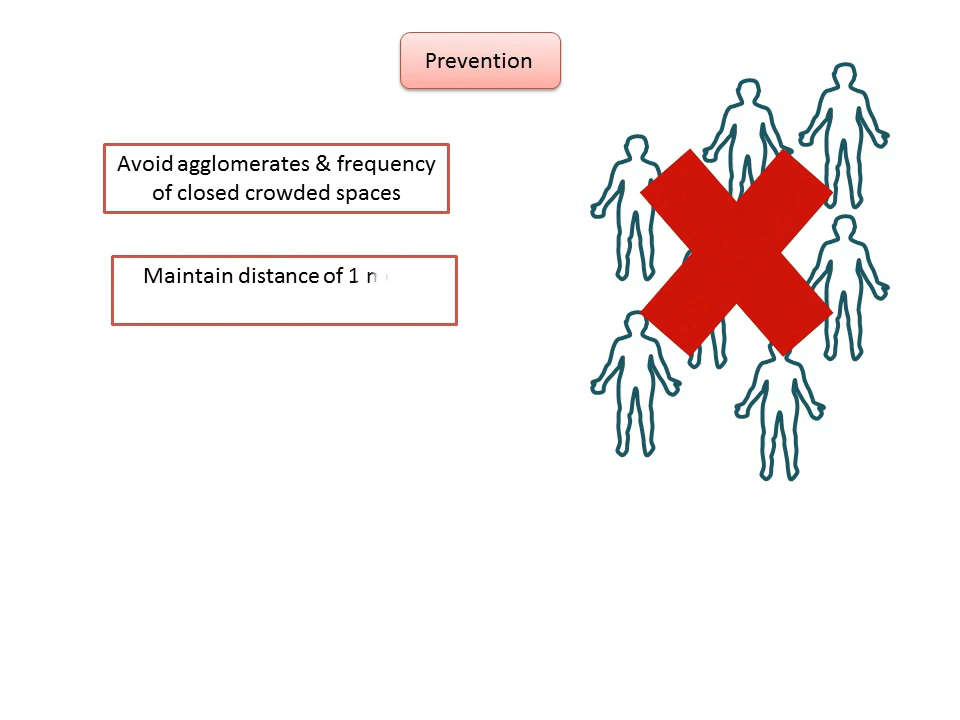 Prevention
Avoid agglomerates & frequency
of closed crowded spaces
Maintain distance of 1